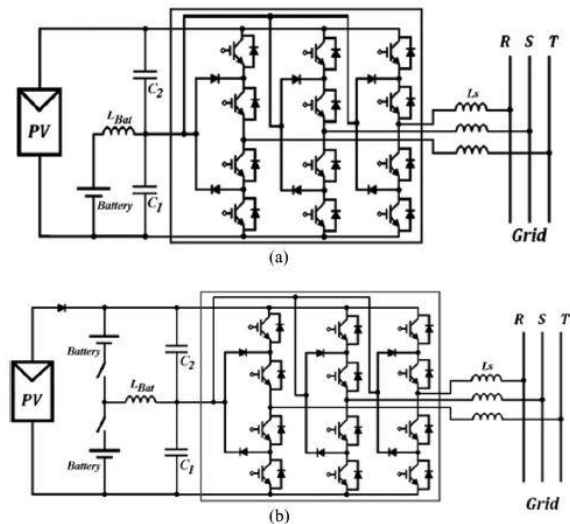 R S T
C2
Ls
LBat
PV
Battery
C1
Grid
(a)
R S T
Battery
C2
Ls
LBat
PV
Battery
C1
Grid
(b)